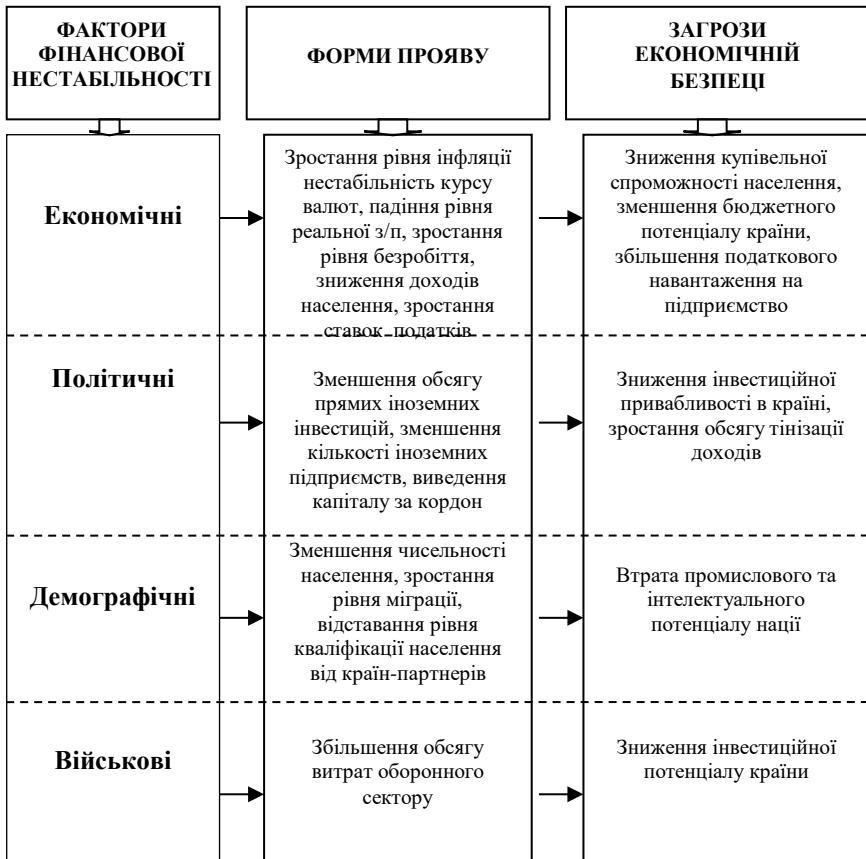 ФАКТОРИ
ФІНАНСОВОЇ
НЕСТАБІЛЬНОСТІ
ФОРМИ ПРОЯВУ
ЗАГРОЗИ
ЕКОНОМІЧНІЙ
БЕЗПЕЦІ
Економічні
Зростання рівня інфляції
нестабільність курсу
валют, падіння рівня
реальної з/п, зростання
рівня безробіття,
зниження доходів
населення, зростання
ставок податків
Зниження купівельної
спроможності населення,
зменшення бюджетного
потенціалу країни,
збільшення податкового
навантаження на
підприємство
Політичні
Зменшення обсягу
прямих іноземних
інвестицій, зменшення
кількості іноземних
підприємств, виведення
капіталу за кордон
Зниження інвестиційної
привабливості в країні,
зростання обсягу тінізації
доходів
Демографічні
Зменшення чисельності
населення, зростання
рівня міграції,
відставання рівня
кваліфікації населення
від країн-партнерів
Втрата промислового та
інтелектуального
потенціалу нації
Військові
Збільшення обсягу
витрат оборонного
сектору
Зниження інвестиційної
потенціалу країни